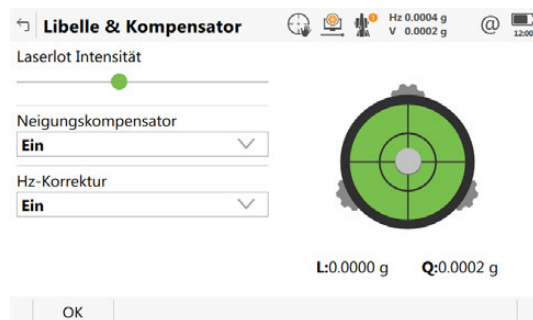 Libelle & Kompensator
Hz 0.0004 g
V 0.0002 g
@
12:00
Laserlot Intensität
Neigungskompensator
Ein
Hz-Korrektur
Ein
L:0.0000 g Q:0.0002 g
OK